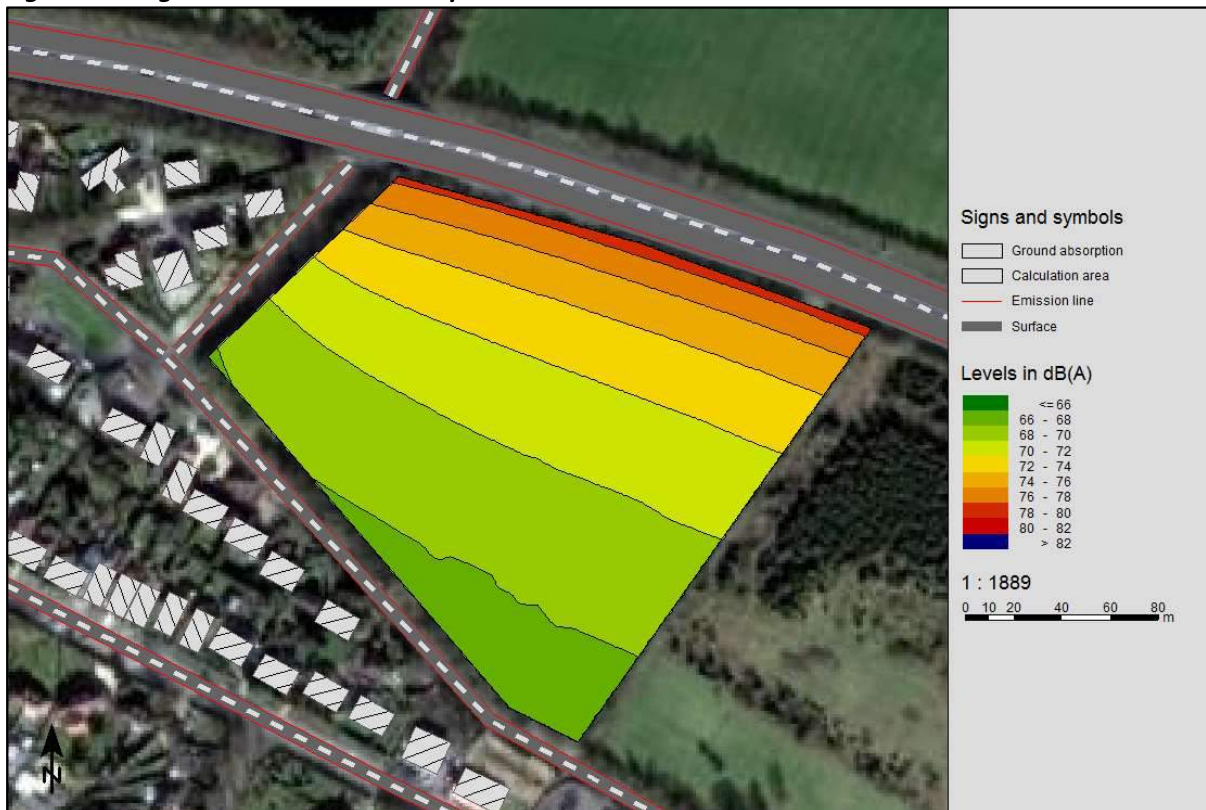 Signs and symbols
Ground absorption
Calculation area
Emission line
Surface
Levels in dB(A)
<= 66
66 - 68
68 - 70
70 - 72
72 - 74
74 - 76
76 - 78
78 - 80
80 - 82
> 82
1 : 1889
0 10 20 40 60 80
m
N